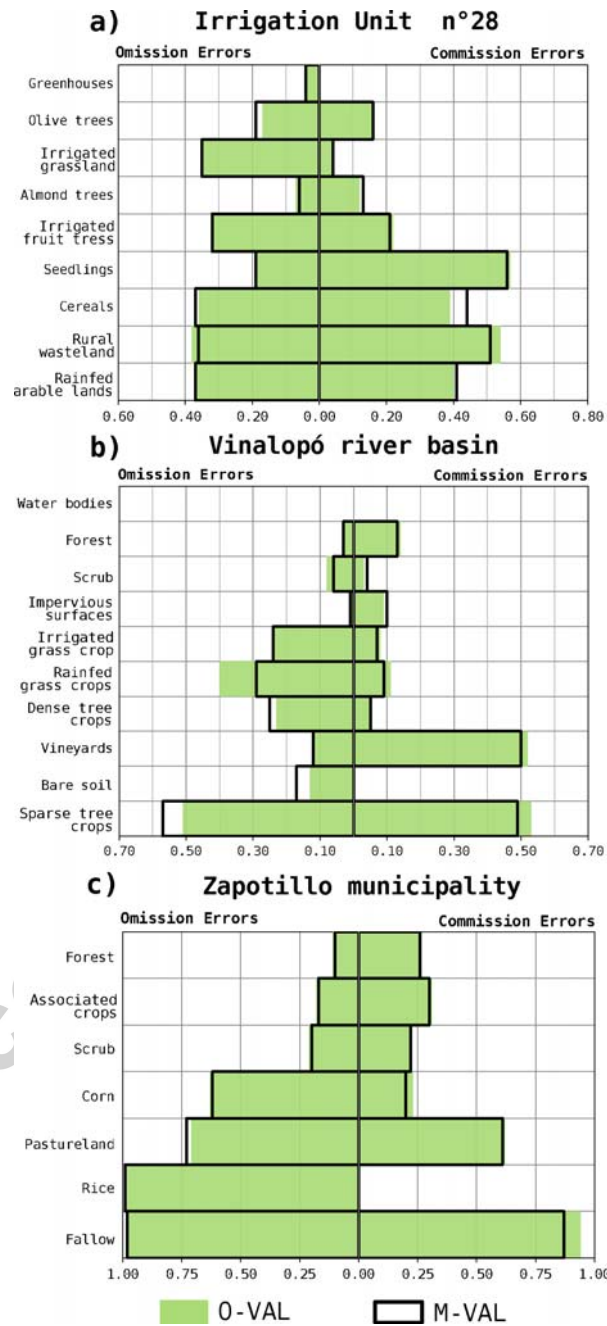 a) Irrigation Unit n°28
Omission Errors Commission Errors
Greenhouses
Olive trees
Irrigated
grassland
Almond trees
Irrigated
fruit tress
Seedlings
Cereals
Rural
wasteland
Rainfed
arable lands
0.60 0.40 0.20 0.00 0.20 0.40 0.60 0.80
b) Vinalopó river basin
Omission Errors Commission Errors
Water bodies
Forest
Scrub
Impervious
surfaces
Irrigated
grass crop
Rainfed
grass crops
Dense tree
crops
Vineyards
Bare soil
Sparse tree
crops
0.70 0.50 0.30 0.10 0.10 0.30 0.50 0.70
c) Zapotillo municipality
Omission Errors Commission Errors
Forest
Associated
crops
Scrub
Corn
Pastureland
Rice
Fallow
1.00 0.75 0.50 0.25 0.00 0.25 0.50 0.75 1.00
O-VAL M-VAL